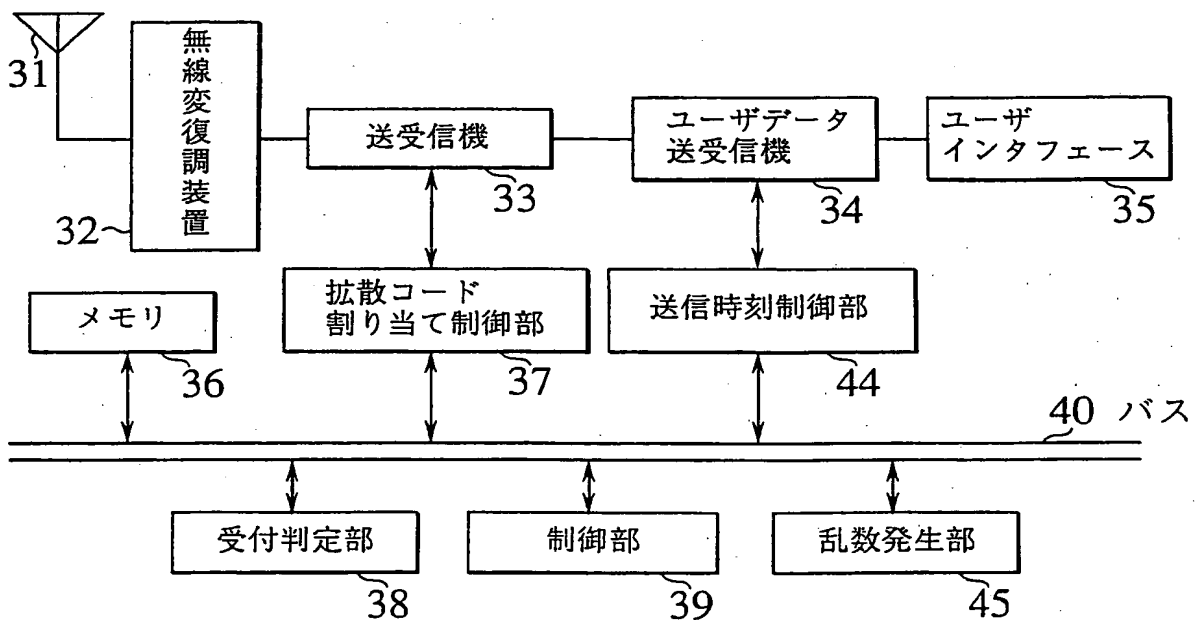 31
無線変復調装置
32
送受信機
33
ユーザデータ
送受信機
34
ユーザ
インタフェース
35
メモリ
36
拡散コード
割り当て制御部
37
送信時刻制御部
44
40 バス
受付判定部
38
制御部
39
乱数発生部
45